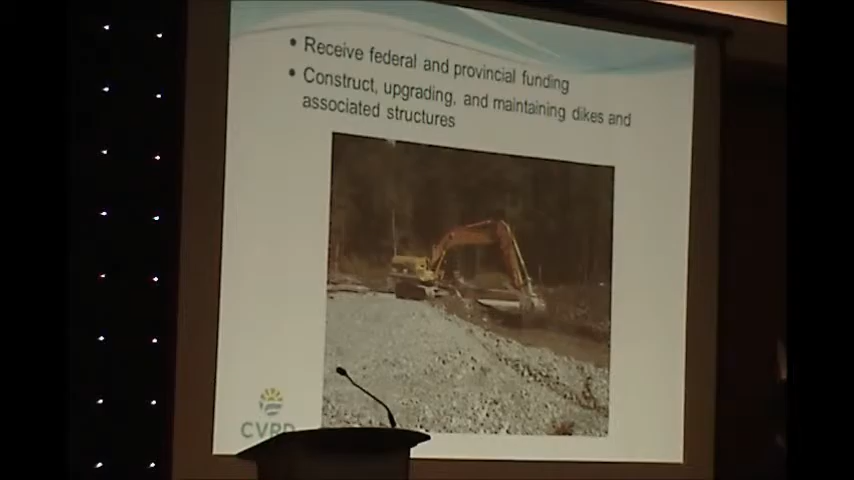 • Receive federal and provincial funding
• Construct, upgrading, and maintaining dikes and
associated structures
CVRD